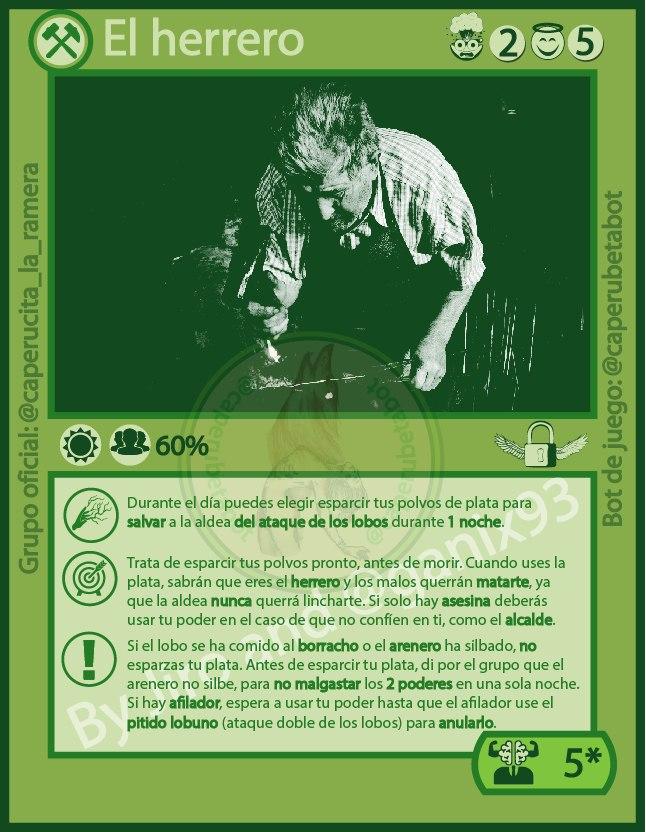 El herrero
2
5
Grupo oficial: @caperucita_la_ramera
Bot de juego: @caperubetabot
@caperubetabot
60%
Durante el día puedes elegir esparcir tus polvos de plata para
salvar a la aldea del ataque de los lobos durante 1 noche.
Trata de esparcir tus polvos pronto, antes de morir. Cuando uses la
plata, sabrán que eres el herrero y los malos querrán matarte, ya
que la aldea nunca querrá lincharte. Si solo hay asesina deberás
usar tu poder en el caso de que no confíen en ti, como el alcalde.
Si el lobo se ha comido al borracho o el arenero ha silbado, no
esparzas tu plata. Antes de esparcir tu plata, di por el grupo que el
arenero no silbe, para no malgastar los 2 poderes en una sola noche.
Si hay afilador, espera a usar tu poder hasta que el afilador use el
pitido lobuno (ataque doble de los lobos) para anularlo.
5*